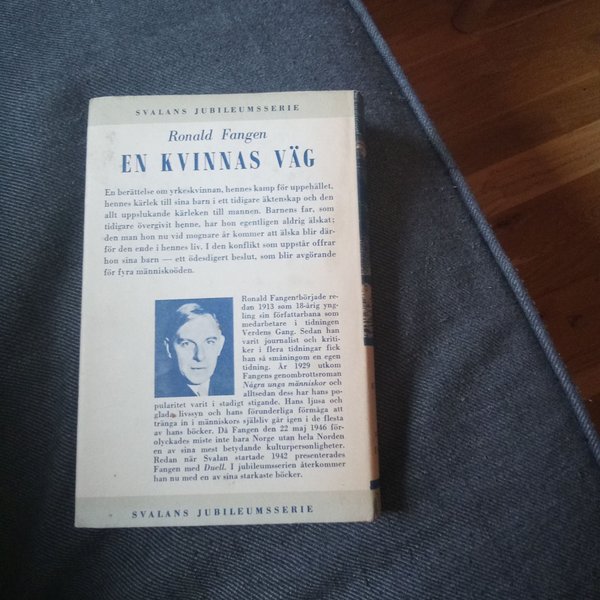 SVALANS JUBILEUMSSERIE
Ronald Fangen
EN KVINNAS VÄG
En berättelse om yrkeskvinnan, hennes kamp för uppehället,
hennes kärlek till sina barn i ett tidigare äktenskap och den
allt uppslukande kärleken till mannen. Barnens far, som
tidigare övergivit henne, har hon egentligen aldrig älskat;
den man hon nu vid mognare år kommer att älska blir där-
för den ende i hennes liv. I den konflikt som uppstår offrar
hon sina barn — ett ödesdigert beslut, som blir avgörande
för fyra människoöden.
Ronald Fangen började re-
dan 1913 som 18-årig yng-
ling sin författarbana som
medarbetare i tidningen
Verdens Gang. Sedan han
varit journalist och kriti-
ker i flera tidningar fick
han så småningom en egen
tidning. År 1929 utkom
Fangens genombrottsroman
Några unga människor och
alltsedan dess har hans po-
pularitet varit i stadigt stigande. Hans ljusa och
glada livssyn och hans förunderliga förmåga att
tränga in i människors själsliv går igen i de flesta
av hans böcker. Då Fangen den 22 maj 1946 för-
olyckades miste inte bara Norge utan hela Norden
en av sina mest betydande kulturpersonligheter.
Redan när Svalan startade 1942 presenterades
Fangen med Duell. I jubileumsserien återkommer
han nu med en av sina starkaste böcker.
SVALANS JUBILEUMSSERIE